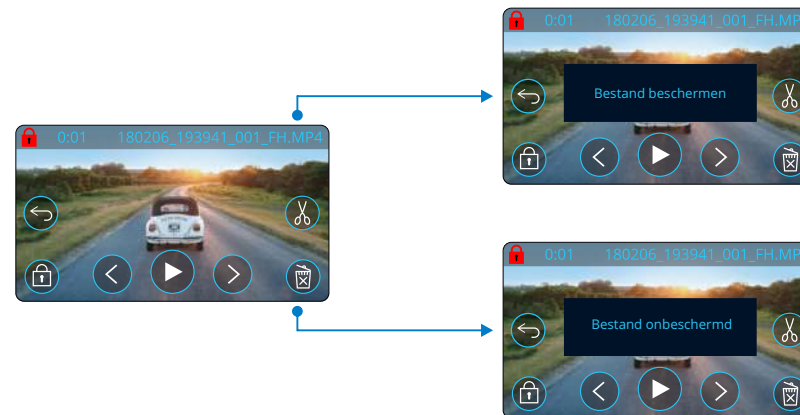 0:01 180206_193941_001_FH.MP
Bestand beschermen
0:01 180206_193941_001_FH.MP4
0:01 180206_193941_001_FH.MP
Bestand onbeschermd